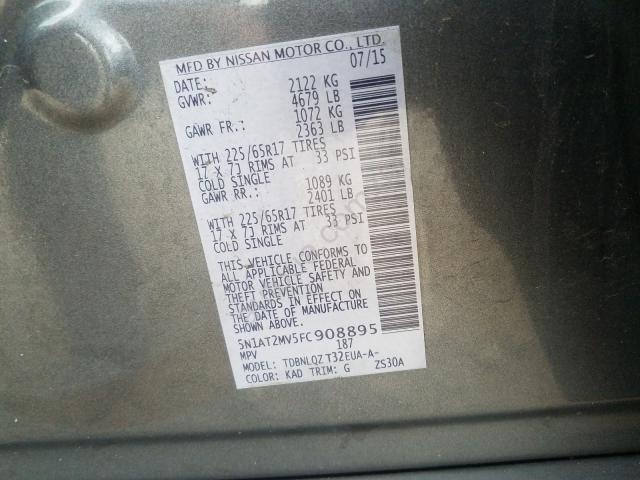 MFD BY NISSAN MOTOR CO., LTD.
DATE: 07/15
GVWR: 2122 KG
4679 LB
GAWR FR.: 1072 KG
2363 LB
WITH 225/65R17 TIRES
17 X 7J RIMS AT 33 PSI
COLD SINGLE
GAWR RR.: 1089 KG
2401 LB
WITH 225/65R17 TIRES
17 X 7J RIMS AT 33 PSI
COLD SINGLE
THIS VEHICLE CONFORMS TO
ALL APPLICABLE FEDERAL
MOTOR VEHICLE SAFETY AND
THEFT PREVENTION
STANDARDS IN EFFECT ON
THE DATE OF MANUFACTURE
SHOWN ABOVE.
5N1AT2MV5FC908895
MPV 187
MODEL: TDBNLQZ T32EUA-A-
COLOR: KAD TRIM: G ZS30A